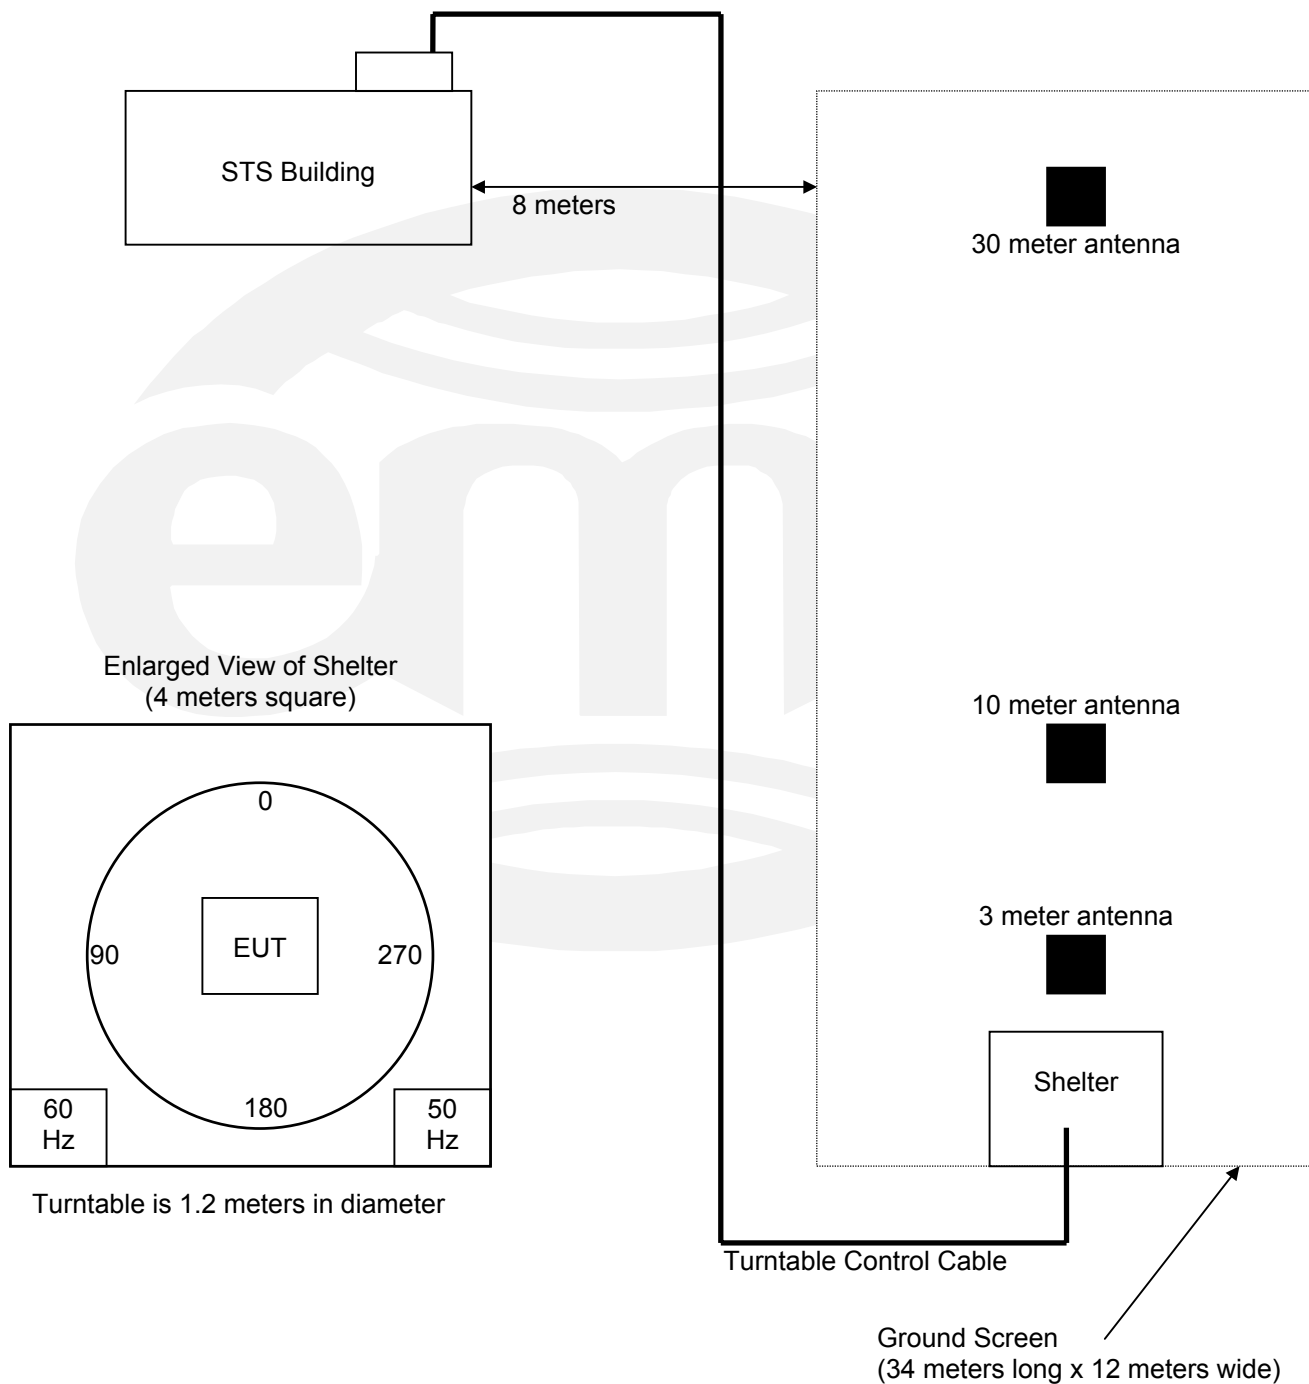 STS Building
8 meters
30 meter antenna
Enlarged View of Shelter
(4 meters square)
0
90
EUT
270
180
60
Hz
50
Hz
Turntable is 1.2 meters in diameter
10 meter antenna
3 meter antenna
Shelter
Turntable Control Cable
Ground Screen
(34 meters long x 12 meters wide)
em